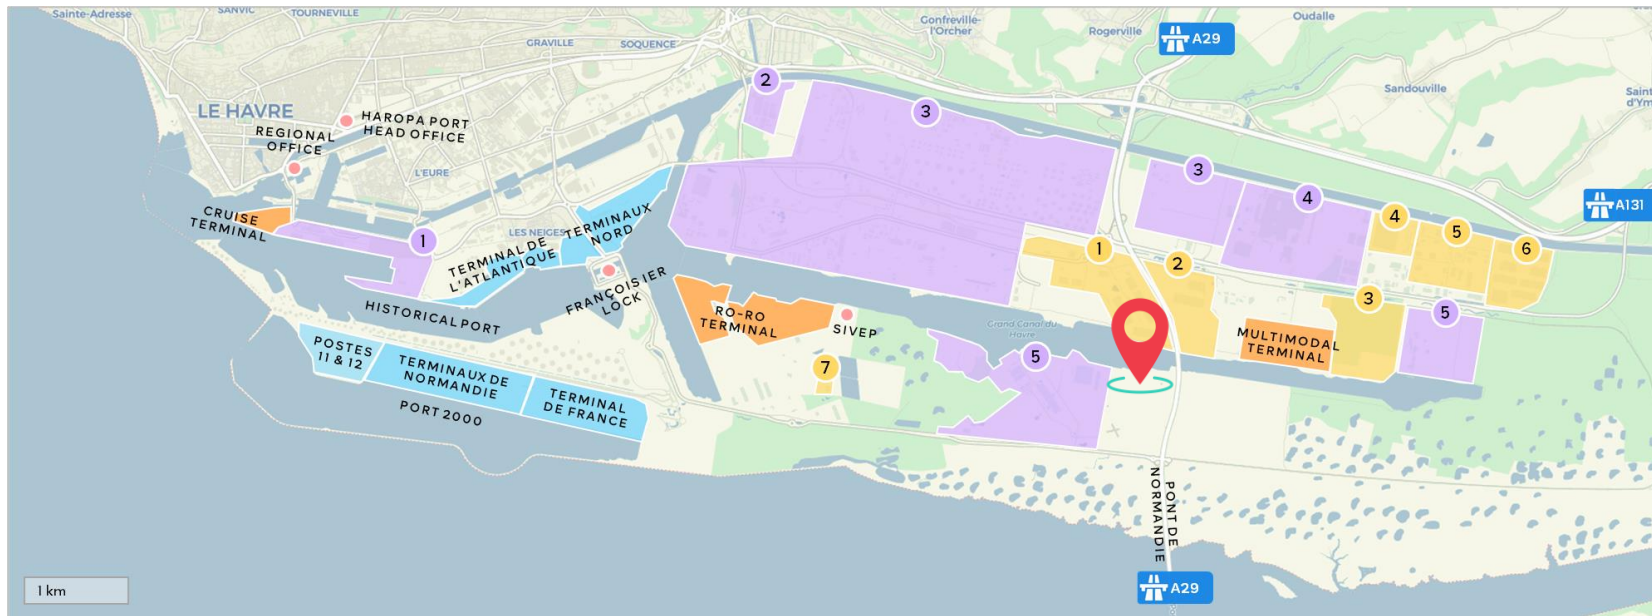 Sainte-Adresse
SANVIC
TOURNEVILLE
GRAVILLE
SOQUENCE
Gonfreville-
l'Orcher
Rogerville
A29
Oudalle
Sandouville
Saint
d'Ym
LE HAVRE
HAROPA PORT
HEAD OFFICE
REGIONAL
OFFICE
L'EURE
2
3
3
4
A131
CRUISE
TERMINAL
1
LES NEIGES
TERMINAUX
NORD
TERMINAL DE
L'ATLANTIQUE
FRANÇOIS IER
LOCK
HISTORICAL PORT
4
5
6
1
2
3
5
RO-RO
TERMINAL
SIVEP
Grand Canal du
Havre
5
MULTIMODAL
TERMINAL
7
POSTES
11 & 12
TERMINAUX DE
NORMANDIE
TERMINAL
DE FRANCE
PORT 2000
PONT DE
NORMANDIE
A29
1 km